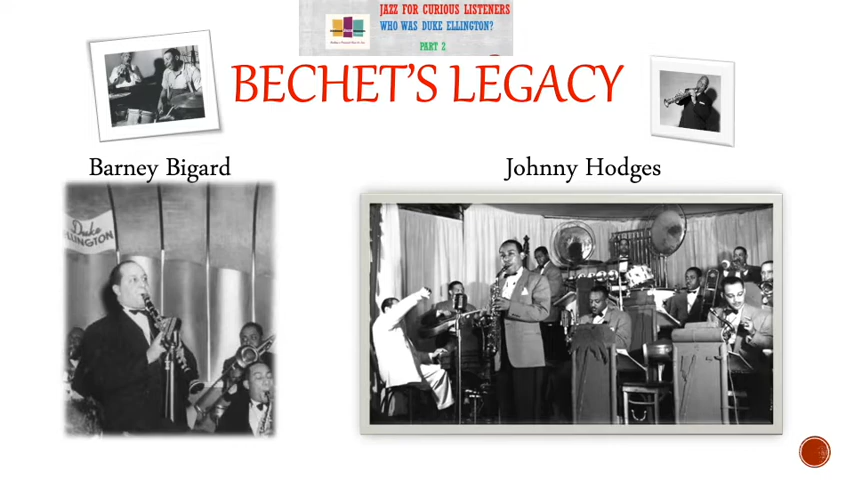 JAZZ FOR CURIOUS LISTENERS
WHO WAS DUKE ELLINGTON?
PART 2
BECHET'S LEGACY
Barney Bigard
Johnny Hodges
Duke
ELLINGTON